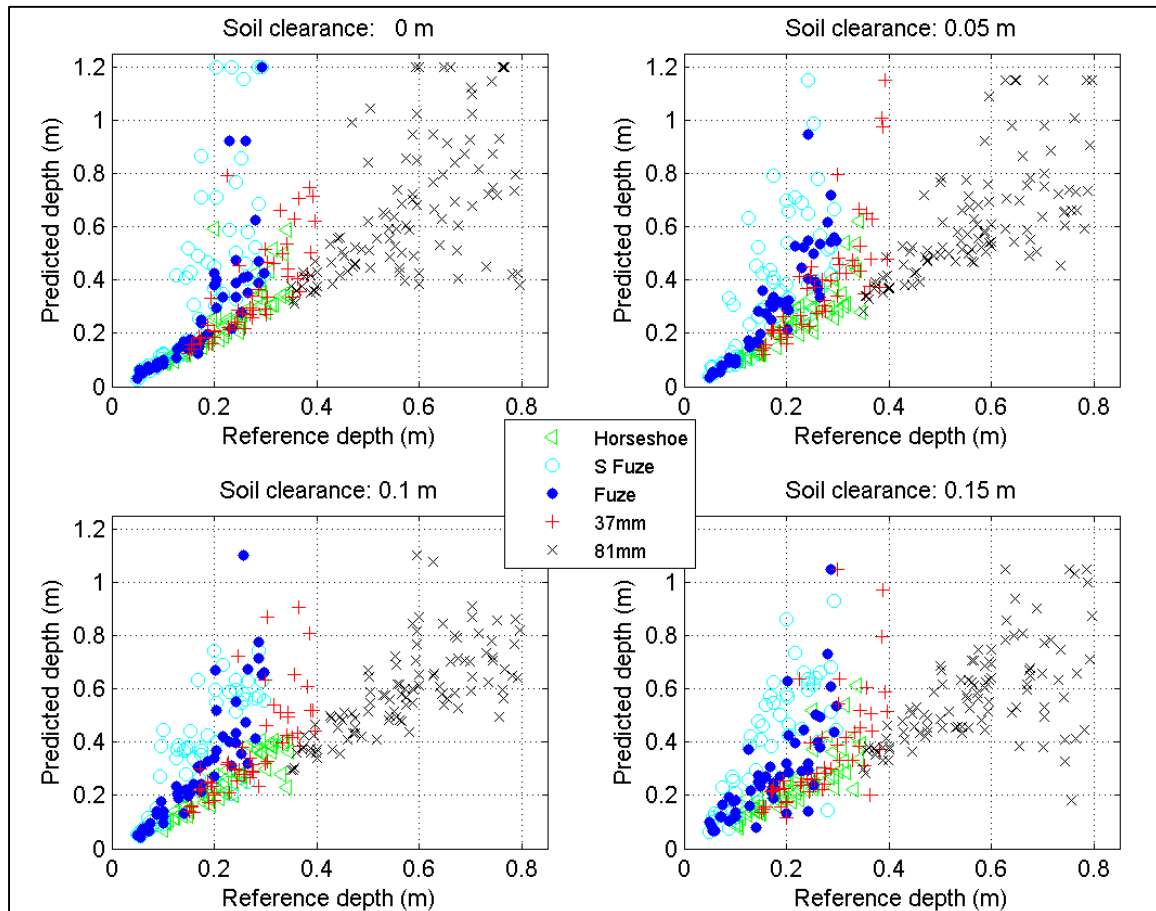 Soil clearance: 0 m
1.2
1
0.8
0.6
0.4
0.2
0
Predicted depth (m)
0 0.2 0.4 0.6 0.8
Reference depth (m)
Soil clearance: 0.05 m
1.2
1
0.8
0.6
0.4
0.2
0
Predicted depth (m)
0 0.2 0.4 0.6 0.8
Reference depth (m)
Horseshoe
S Fuze
Fuze
37mm
81mm
Soil clearance: 0.1 m
1.2
1
0.8
0.6
0.4
0.2
0
Predicted depth (m)
0 0.2 0.4 0.6 0.8
Reference depth (m)
Soil clearance: 0.15 m
1.2
1
0.8
0.6
0.4
0.2
0
Predicted depth (m)
0 0.2 0.4 0.6 0.8
Reference depth (m)